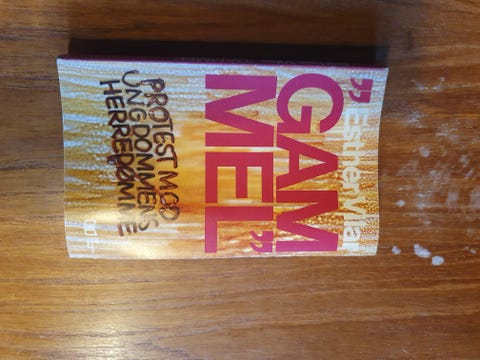 Esther Vilar
”GAM
MEL”
PROTEST MOD
UNGDOMMENS
HERREDØMME